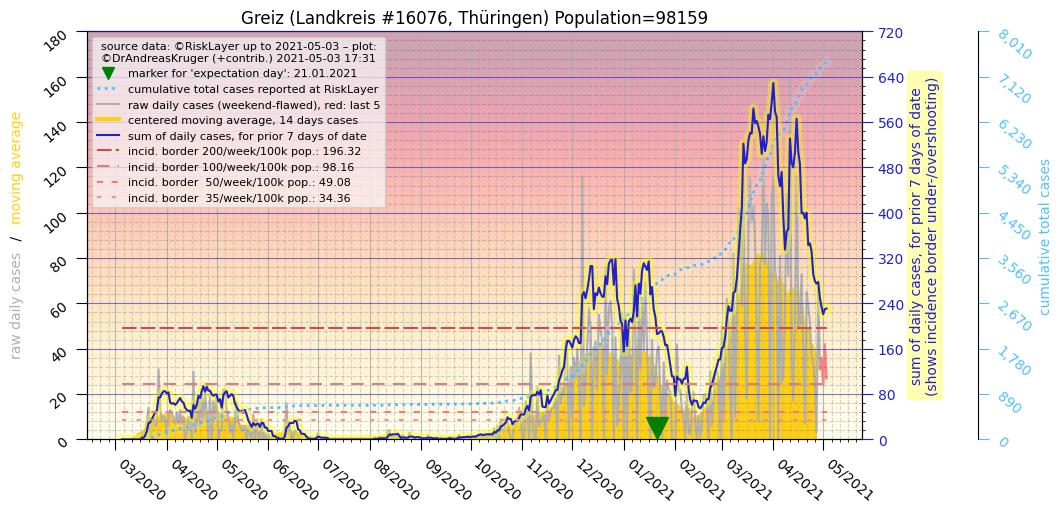 Greiz (Landkreis #16076, Thüringen) Population=98159
source data: ©RiskLayer up to 2021-05-03 – plot:
©DrAndreasKruger (+contrib.) 2021-05-03 17:31
marker for 'expectation day': 21.01.2021
cumulative total cases reported at RiskLayer
raw daily cases (weekend-flawed), red: last 5
centered moving average, 14 days cases
sum of daily cases, for prior 7 days of date
incid. border 200/week/100k pop.: 196.32
incid. border 100/week/100k pop.: 98.16
incid. border  50/week/100k pop.: 49.08
incid. border  35/week/100k pop.: 34.36
raw daily cases / moving average
180
160
140
120
100
80
60
40
20
0
03/2020
04/2020
05/2020
06/2020
07/2020
08/2020
09/2020
10/2020
11/2020
12/2020
01/2021
02/2021
03/2021
04/2021
05/2021
720
640
560
480
400
320
240
160
80
0
sum of daily cases, for prior 7 days of date
(shows incidence border under-/overshooting)
8,010
7,120
6,230
5,340
4,450
3,560
2,670
1,780
890
0
cumulative total cases